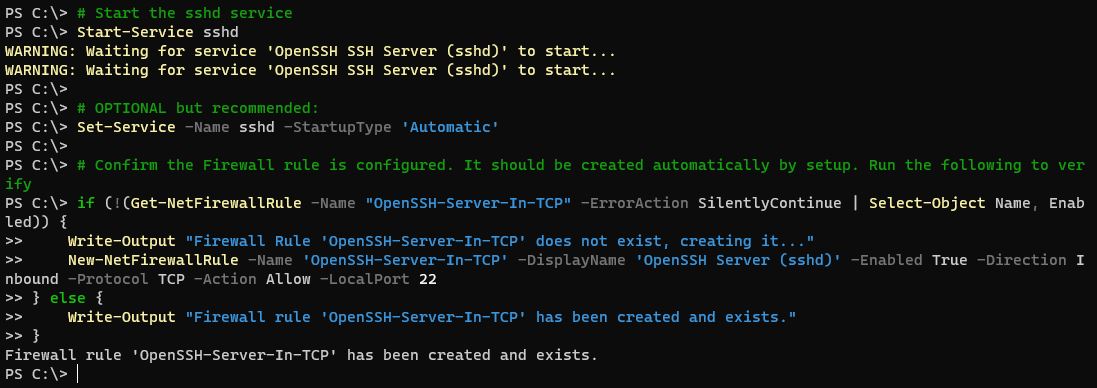 PS C:\> # Start the sshd service
PS C:\> Start-Service sshd
WARNING: Waiting for service 'OpenSSH SSH Server (sshd)' to start...
WARNING: Waiting for service 'OpenSSH SSH Server (sshd)' to start...
PS C:\>
PS C:\> # OPTIONAL but recommended:
PS C:\> Set-Service -Name sshd -StartupType 'Automatic'
PS C:\>
PS C:\> # Confirm the Firewall rule is configured. It should be created automatically by setup. Run the following to ver
ify
PS C:\> if (!(Get-NetFirewallRule -Name "OpenSSH-Server-In-TCP" -ErrorAction SilentlyContinue | Select-Object Name, Enab
led)) {
>>     Write-Output "Firewall Rule 'OpenSSH-Server-In-TCP' does not exist, creating it..."
>>     New-NetFirewallRule -Name 'OpenSSH-Server-In-TCP' -DisplayName 'OpenSSH Server (sshd)' -Enabled True -Direction I
nbound -Protocol TCP -Action Allow -LocalPort 22
>> } else {
>>     Write-Output "Firewall rule 'OpenSSH-Server-In-TCP' has been created and exists."
>> }
Firewall rule 'OpenSSH-Server-In-TCP' has been created and exists.
PS C:\>